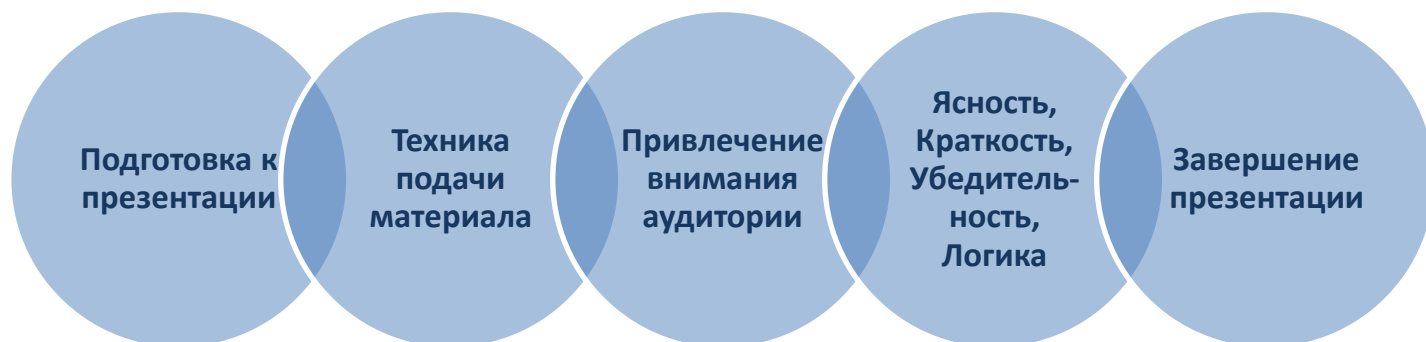 Подготовка к
презентации
Техника
подачи
материала
Привлечение
внимания
аудитории
Ясность,
Краткость,
Убедитель-
ность,
Логика
Завершение
презентации